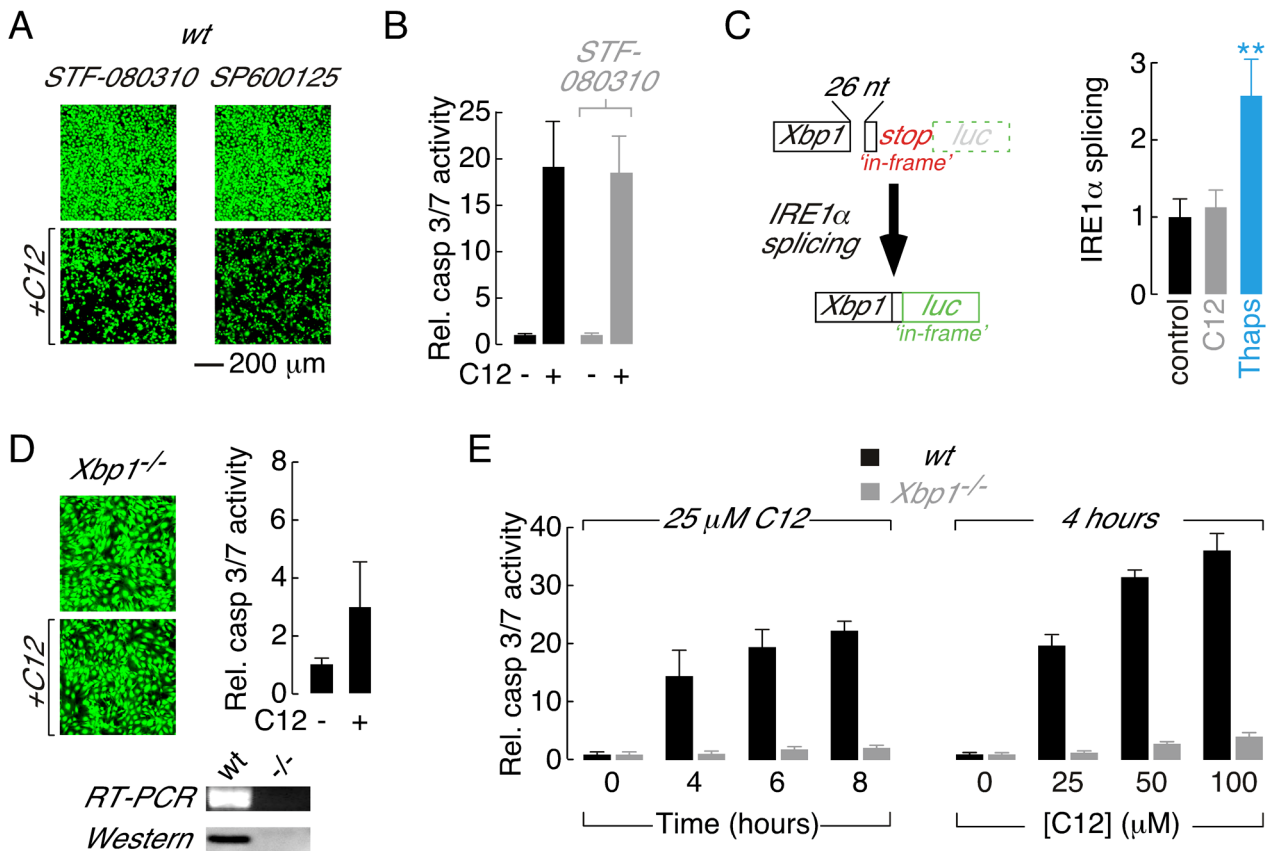 A
wt
STF-080310 SP600125
+C12
200 µm
B
STF-
080310
Rel. casp 3/7 activity
25
20
15
10
5
0
C12 - + - +
C
26 nt
Xbp1 stop luc
'in-frame'
IRE1α
splicing
Xbp1 luc
'in-frame'
IRE1α splicing
3
2
1
0
**
control
C12
Thaps
D
Xbp1-/-
+C12
Rel. casp 3/7 activity
8
6
4
2
0
C12 - +
wt -/-
RT-PCR
Western
E
wt
Xbp1-/-
25 µM C12
4 hours
Rel. casp 3/7 activity
40
30
20
10
0
0 4 6 8
Time (hours)
0 25 50 100
[C12] (µM)